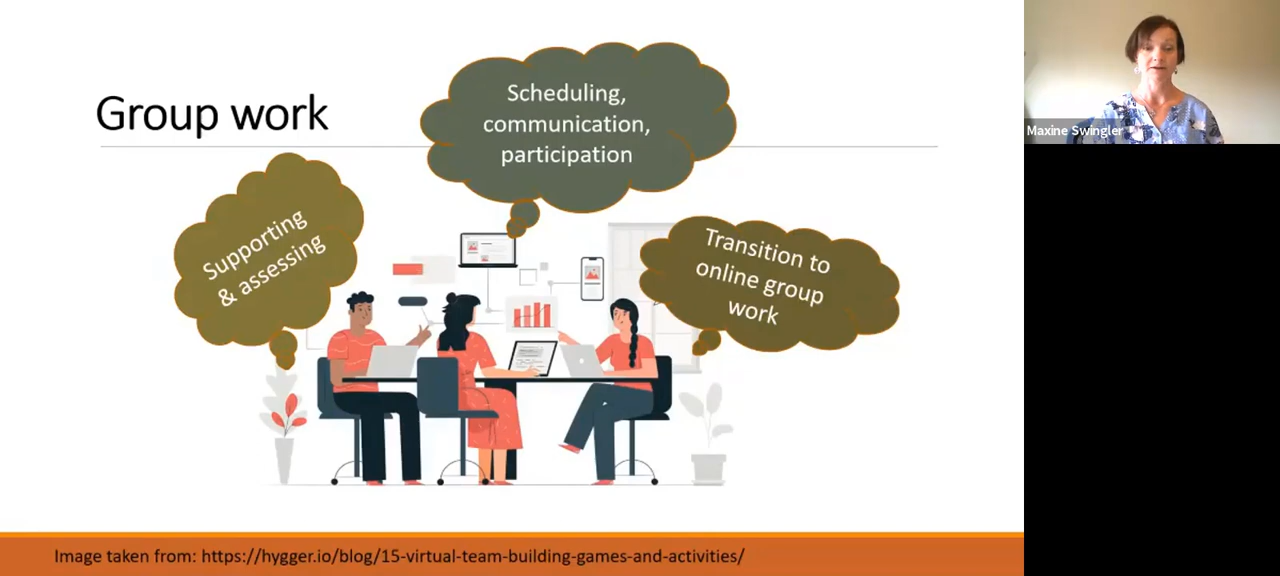 Group work
Scheduling,
communication,
participation
Supporting
& assessing
Transition to
online group
work
Maxine Swingler
Image taken from: https://hygger.io/blog/15-virtual-team-building-games-and-activities/